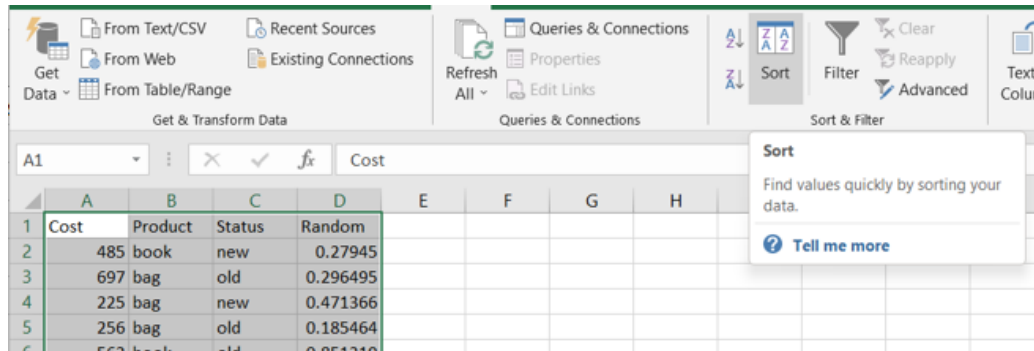 From Text/CSV
From Web
From Table/Range
Get
Data
Recent Sources
Existing Connections
Get & Transform Data
Refresh
All
Queries & Connections
Properties
Edit Links
Queries & Connections
Sort
Filter
Clear
Reapply
Advanced
Sort & Filter
Text
A1
fx
Cost
Sort
Find values quickly by sorting your
data.
Tell me more
A B C D E F G H
1 Cost Product Status Random
2 485 book new 0.27945
3 697 bag old 0.296495
4 225 bag new 0.471366
5 256 bag old 0.185464